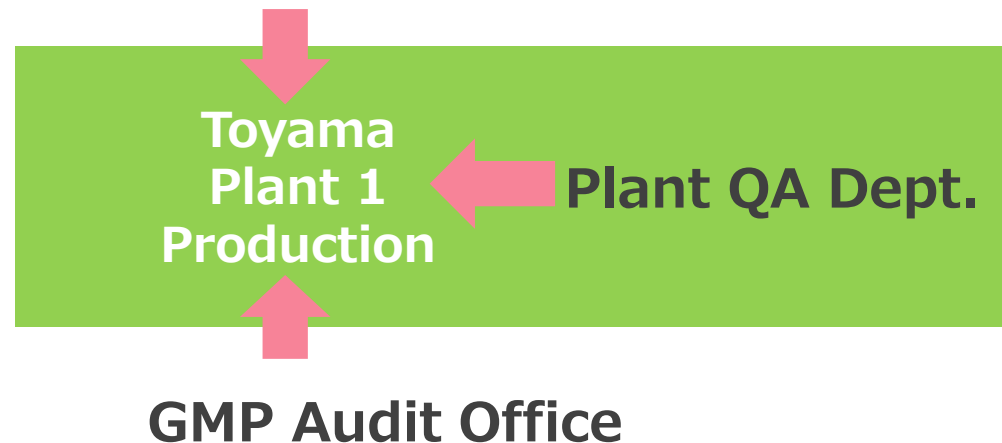 Toyama
Plant 1
Production
Plant QA Dept.
GMP Audit Office